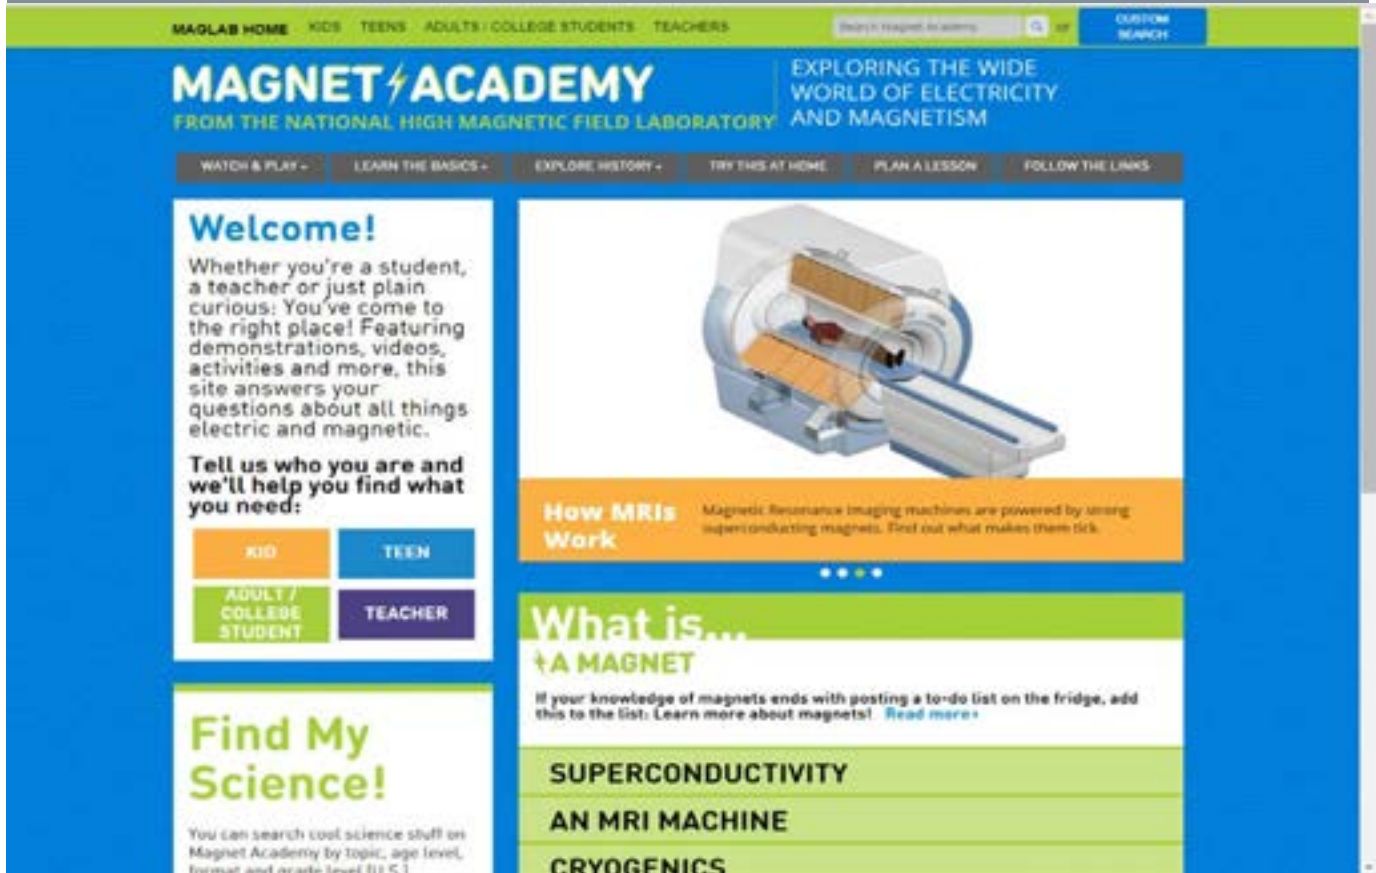 MAGLAB HOME KIDS TEENS ADULTS / COLLEGE STUDENTS TEACHERS Search Magnet Academy or CUSTOM SEARCH
MAGNET ACADEMY
FROM THE NATIONAL HIGH MAGNETIC FIELD LABORATORY
EXPLORING THE WIDE
WORLD OF ELECTRICITY
AND MAGNETISM
WATCH & PLAY LEARN THE BASICS EXPLORE HISTORY TRY THIS AT HOME PLAN A LESSON FOLLOW THE LINKS
Welcome!
Whether you're a student,
a teacher or just plain
curious: You've come to
the right place! Featuring
demonstrations, videos,
activities and more, this
site answers your
questions about all things
electric and magnetic.
Tell us who you are and
we'll help you find what
you need:
KID TEEN
ADULT /
COLLEGE
STUDENT
TEACHER
Find My
Science!
You can search cool science stuff on
Magnet Academy by topic, age level,
format and grade level (U.S.)
How MRIs
Work
Magnetic Resonance Imaging machines are powered by strong
superconducting magnets. Find out what makes them tick.
What is...
A MAGNET
If your knowledge of magnets ends with posting a to-do list on the fridge, add
this to the list: Learn more about magnets! Read more
SUPERCONDUCTIVITY
AN MRI MACHINE
CRYOGENICS